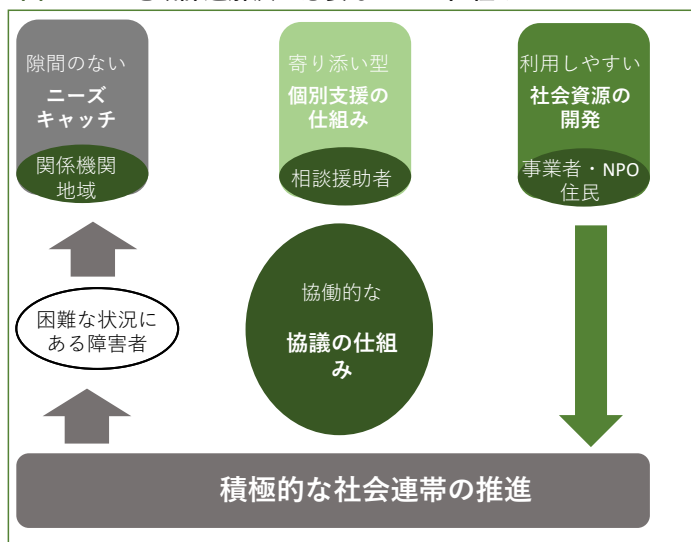 隙間のない
ニーズ
キャッチ
関係機関
地域
寄り添い型
個別支援の
仕組み
相談援助者
利用しやすい
社会資源の
開発
事業者・NPO
住民
困難な状況に
ある障害者
協働的な
協議の仕組
み
積極的な社会連帯の推進